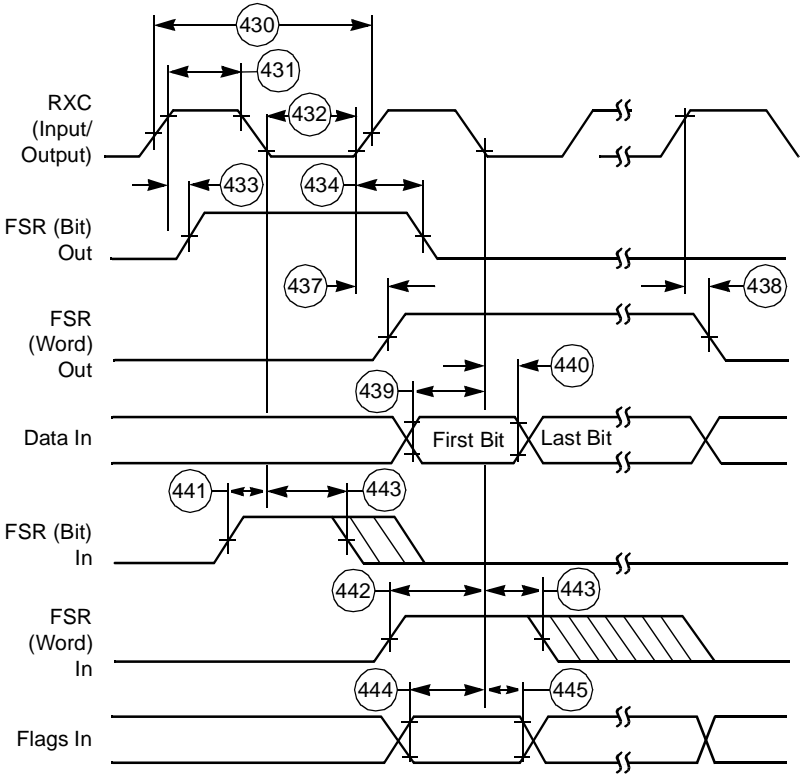 430
431
RXC
(Input/
Output)
432
433
434
FSR (Bit)
Out
437
438
FSR
(Word)
Out
439
440
Data In
First Bit
Last Bit
441
443
FSR (Bit)
In
442
443
FSR
(Word)
In
444
445
Flags In